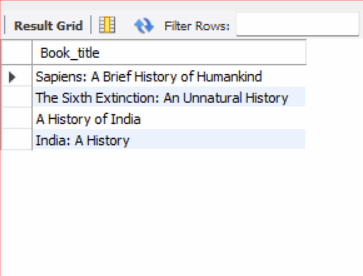 Result Grid Filter Rows:
Book_title
Sapiens: A Brief History of Humankind
The Sixth Extinction: An Unnatural History
A History of India
India: A History